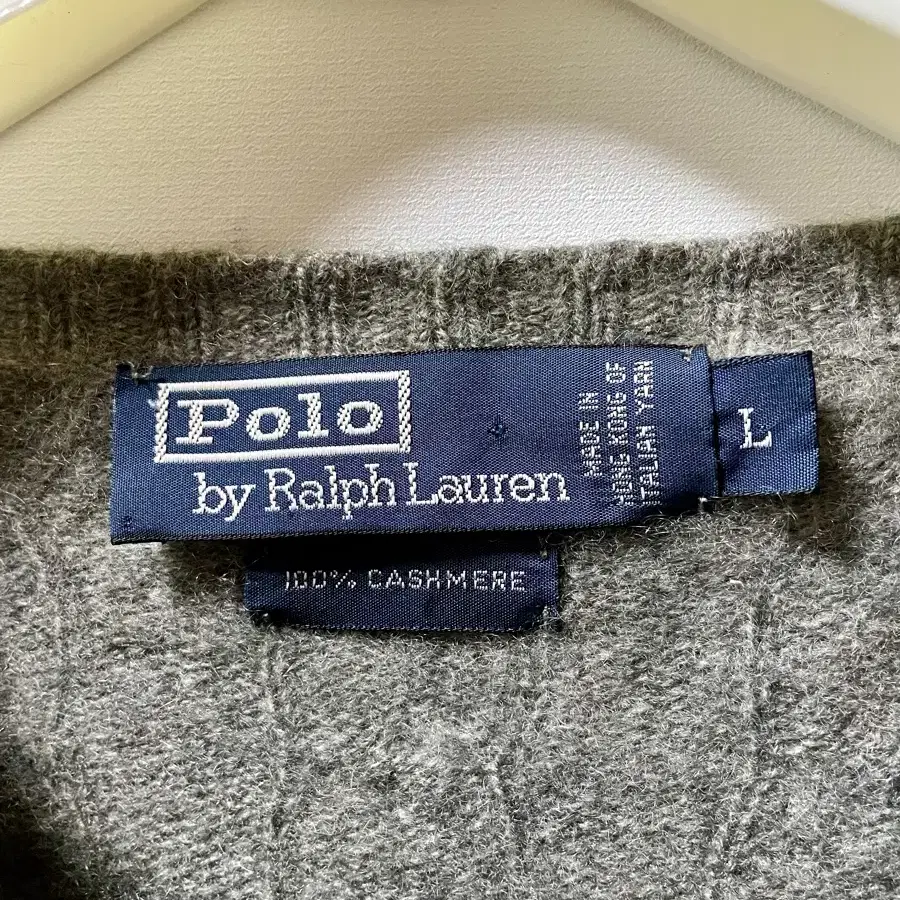 Polo
by Ralph Lauren
MADE IN
HONG KONG OF
ITALIAN YARN
L
100% CASHMERE